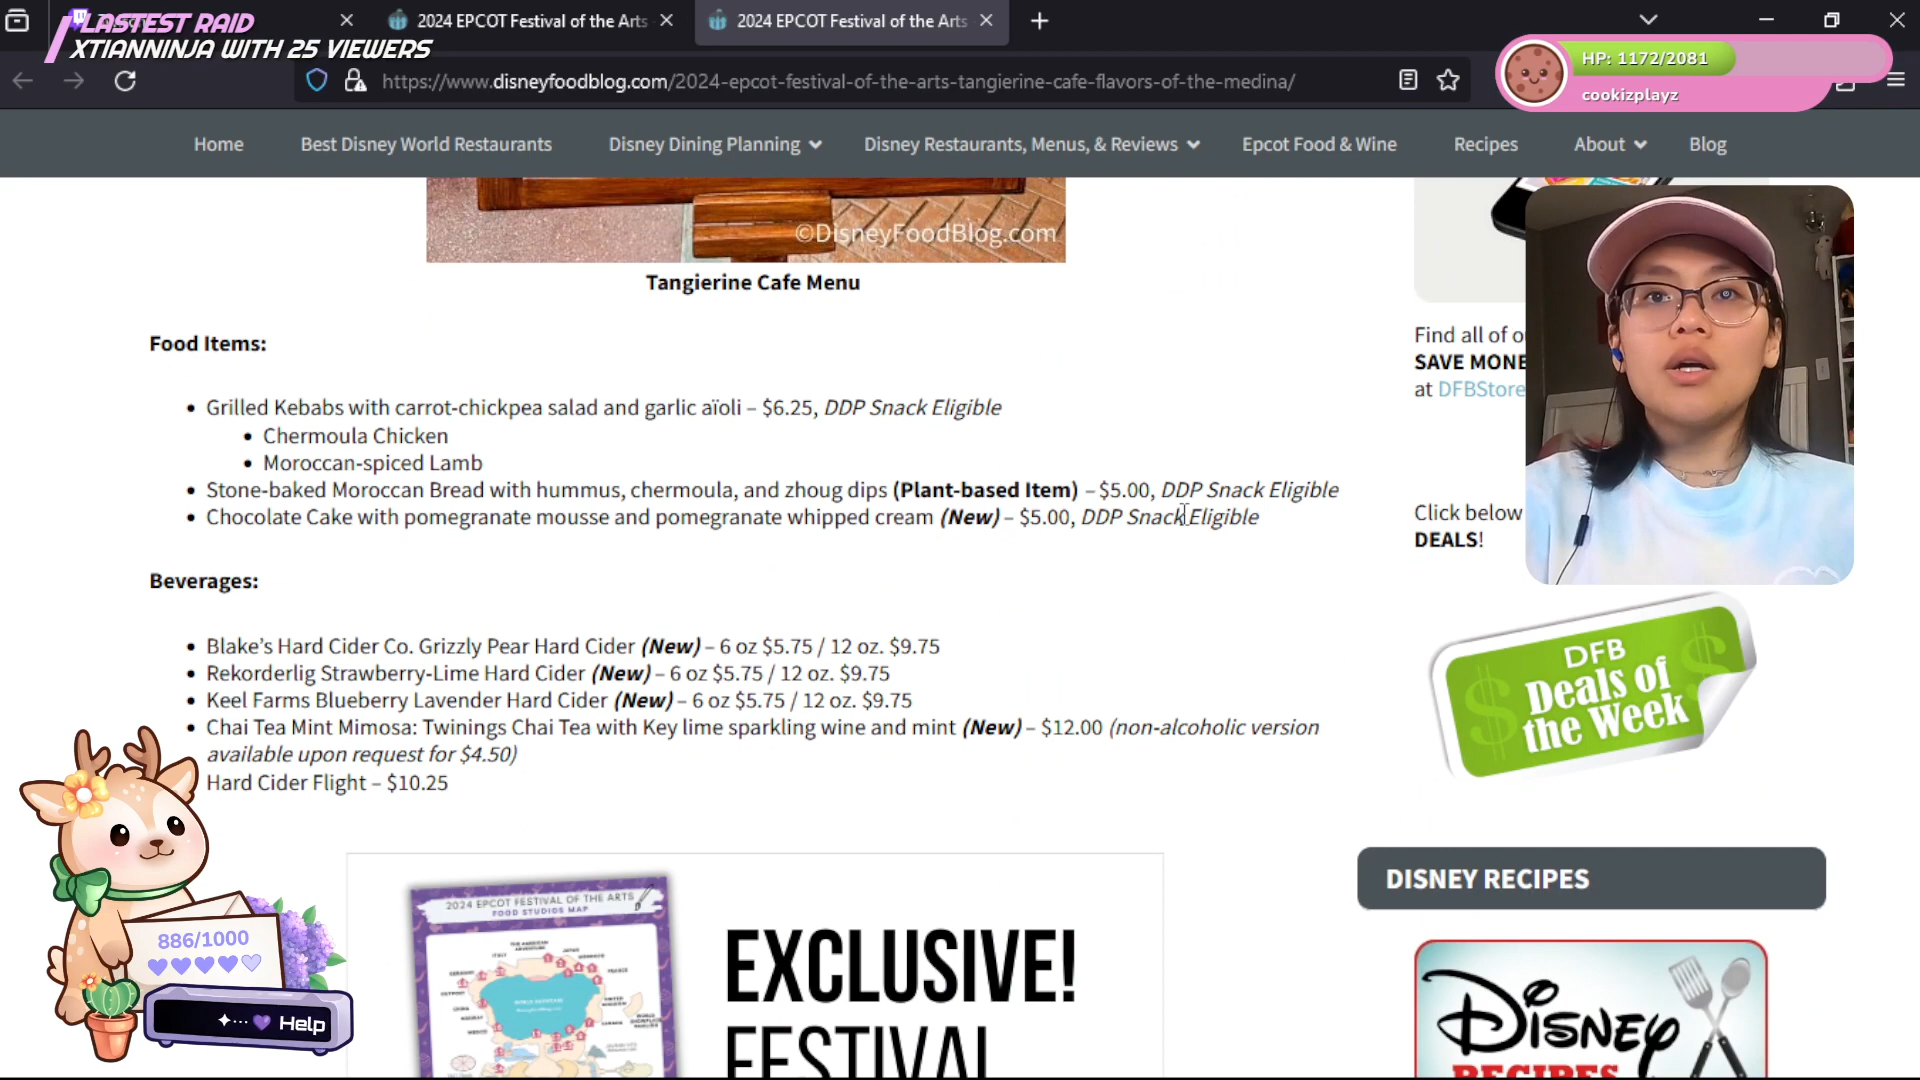 LASTEST RAID
XTIANNINJA WITH 25 VIEWERS
2024 EPCOT Festival of the Arts
2024 EPCOT Festival of the Arts
https://www.disneyfoodblog.com/2024-epcot-festival-of-the-arts-tangierine-cafe-flavors-of-the-medina/
HP: 1172/2081
cookizplayz
Home Best Disney World Restaurants Disney Dining Planning Disney Restaurants, Menus, & Reviews Epcot Food & Wine Recipes About Blog
©DisneyFoodBlog.com
Tangierine Cafe Menu
Food Items:
Grilled Kebabs with carrot-chickpea salad and garlic aïoli – $6.25, DDP Snack Eligible
Chermoula Chicken
Moroccan-spiced Lamb
Stone-baked Moroccan Bread with hummus, chermoula, and zhoug dips (Plant-based Item) – $5.00, DDP Snack Eligible
Chocolate Cake with pomegranate mousse and pomegranate whipped cream (New) – $5.00, DDP Snack Eligible
Beverages:
Blake’s Hard Cider Co. Grizzly Pear Hard Cider (New) – 6 oz $5.75 / 12 oz. $9.75
Rekorderlig Strawberry-Lime Hard Cider (New) – 6 oz $5.75 / 12 oz. $9.75
Keel Farms Blueberry Lavender Hard Cider (New) – 6 oz $5.75 / 12 oz. $9.75
Chai Tea Mint Mimosa: Twinings Chai Tea with Key lime sparkling wine and mint (New) – $12.00 (non-alcoholic version
available upon request for $4.50)
Hard Cider Flight – $10.25
Find all of o
SAVE MONE
at DFBStore
Click below
DEALS!
DFB
Deals of
the Week
DISNEY RECIPES
Disney
RECIPES
886/1000
Help
2024 EPCOT FESTIVAL OF THE ARTS
FOOD STUDIOS MAP
EXCLUSIVE!
FESTIVAL